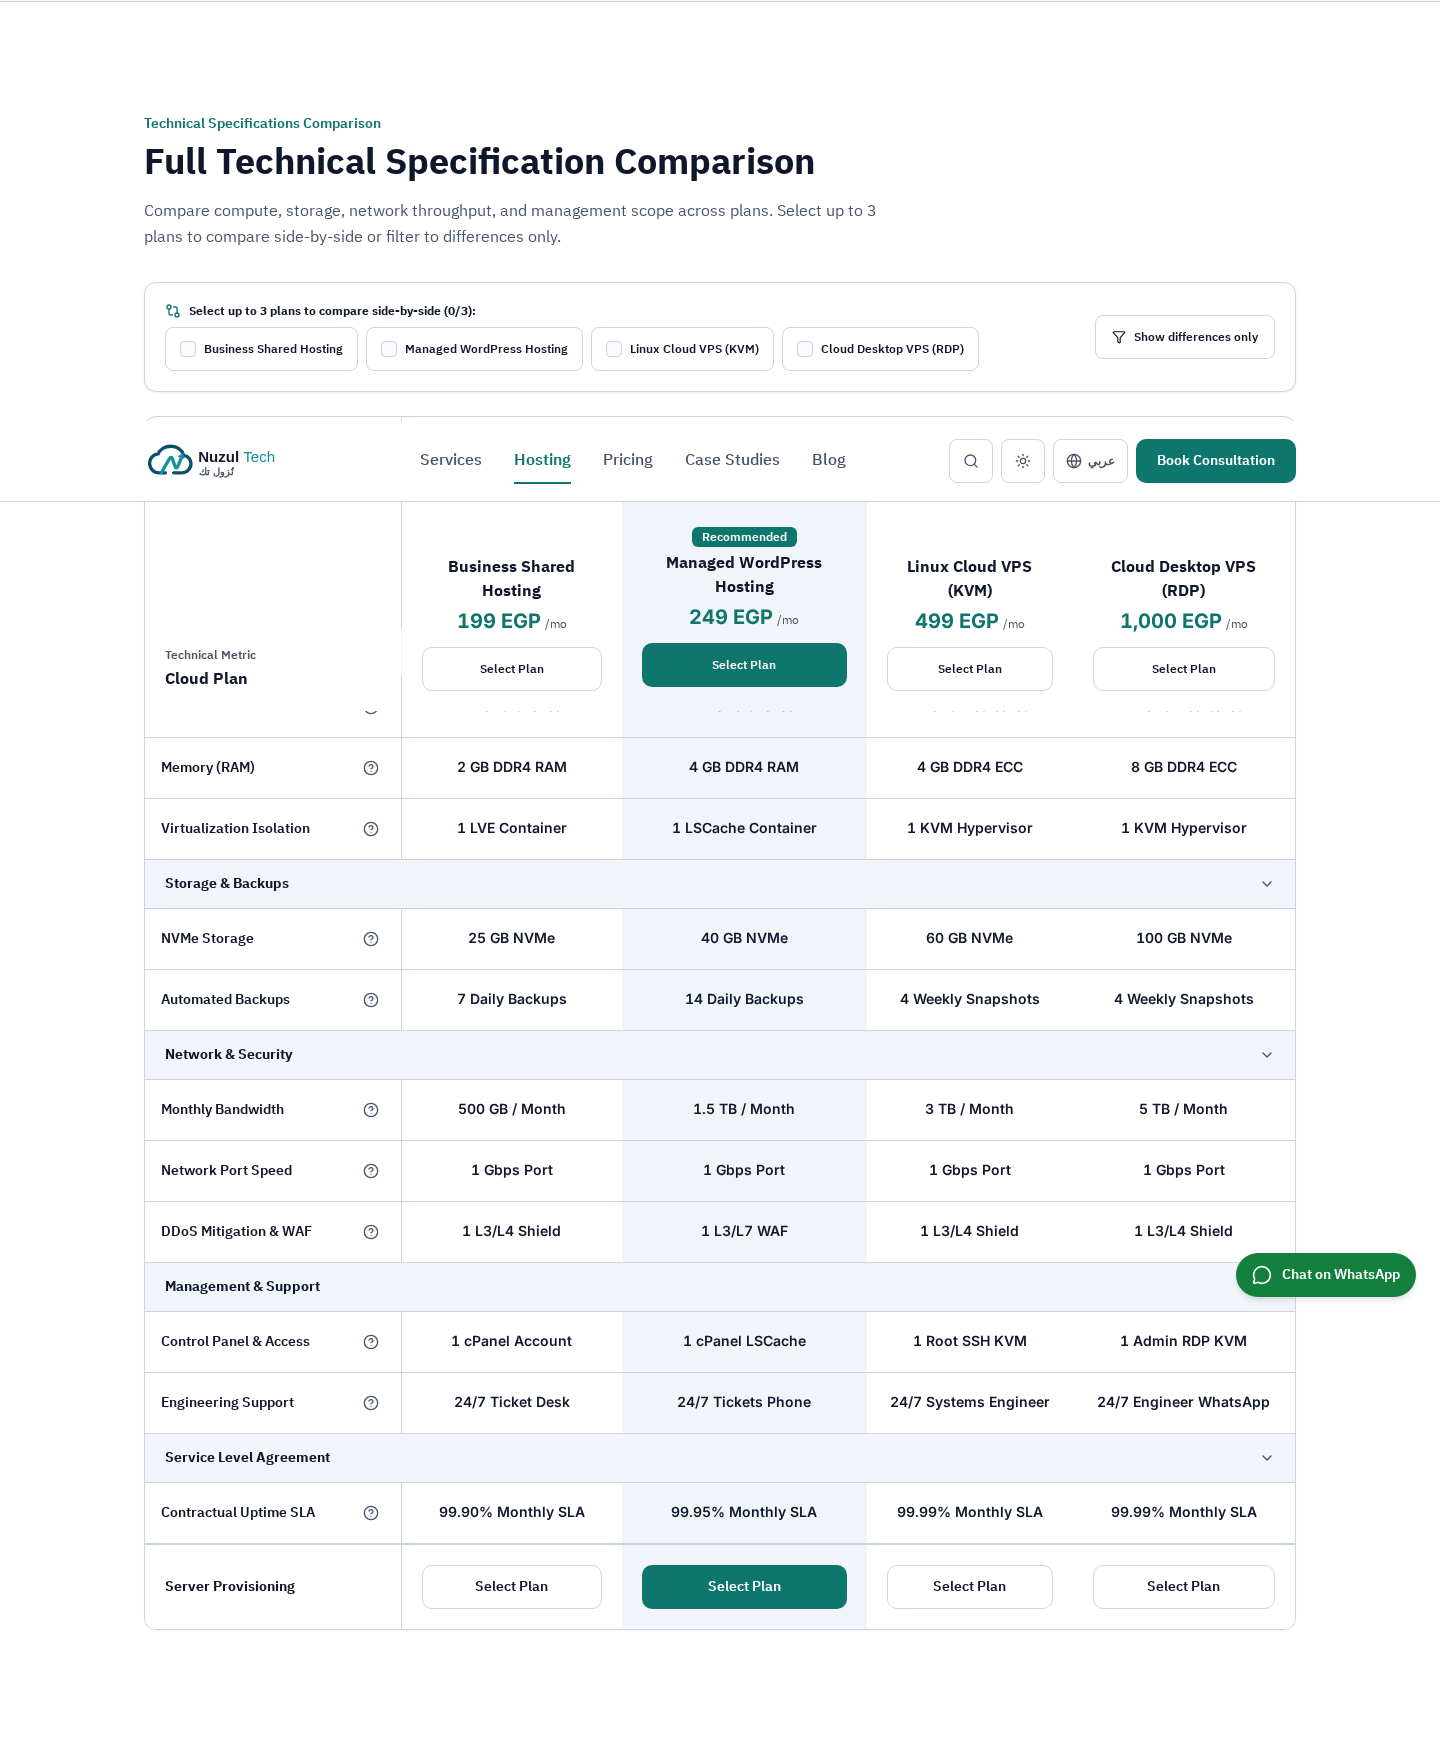 Technical Specifications Comparison
Full Technical Specification Comparison
Compare compute, storage, network throughput, and management scope across plans. Select up to 3
plans to compare side-by-side or filter to differences only.
Select up to 3 plans to compare side-by-side (0/3):
Business Shared Hosting
Managed WordPress Hosting
Linux Cloud VPS (KVM)
Cloud Desktop VPS (RDP)
Show differences only
Nuzul Tech
نُزول تك
Services
Hosting
Pricing
Case Studies
Blog
عربي
Book Consultation
Technical Metric
Cloud Plan
Business Shared
Hosting
199 EGP /mo
Select Plan
Recommended
Managed WordPress
Hosting
249 EGP /mo
Select Plan
Linux Cloud VPS
(KVM)
499 EGP /mo
Select Plan
Cloud Desktop VPS
(RDP)
1,000 EGP /mo
Select Plan
Memory (RAM) 2 GB DDR4 RAM 4 GB DDR4 RAM 4 GB DDR4 ECC 8 GB DDR4 ECC
Virtualization Isolation 1 LVE Container 1 LSCache Container 1 KVM Hypervisor 1 KVM Hypervisor
Storage & Backups
NVMe Storage 25 GB NVMe 40 GB NVMe 60 GB NVMe 100 GB NVMe
Automated Backups 7 Daily Backups 14 Daily Backups 4 Weekly Snapshots 4 Weekly Snapshots
Network & Security
Monthly Bandwidth 500 GB / Month 1.5 TB / Month 3 TB / Month 5 TB / Month
Network Port Speed 1 Gbps Port 1 Gbps Port 1 Gbps Port 1 Gbps Port
DDoS Mitigation & WAF 1 L3/L4 Shield 1 L3/L7 WAF 1 L3/L4 Shield 1 L3/L4 Shield
Management & Support
Chat on WhatsApp
Control Panel & Access 1 cPanel Account 1 cPanel LSCache 1 Root SSH KVM 1 Admin RDP KVM
Engineering Support 24/7 Ticket Desk 24/7 Tickets Phone 24/7 Systems Engineer 24/7 Engineer WhatsApp
Service Level Agreement
Contractual Uptime SLA 99.90% Monthly SLA 99.95% Monthly SLA 99.99% Monthly SLA 99.99% Monthly SLA
Server Provisioning Select Plan Select Plan Select Plan Select Plan